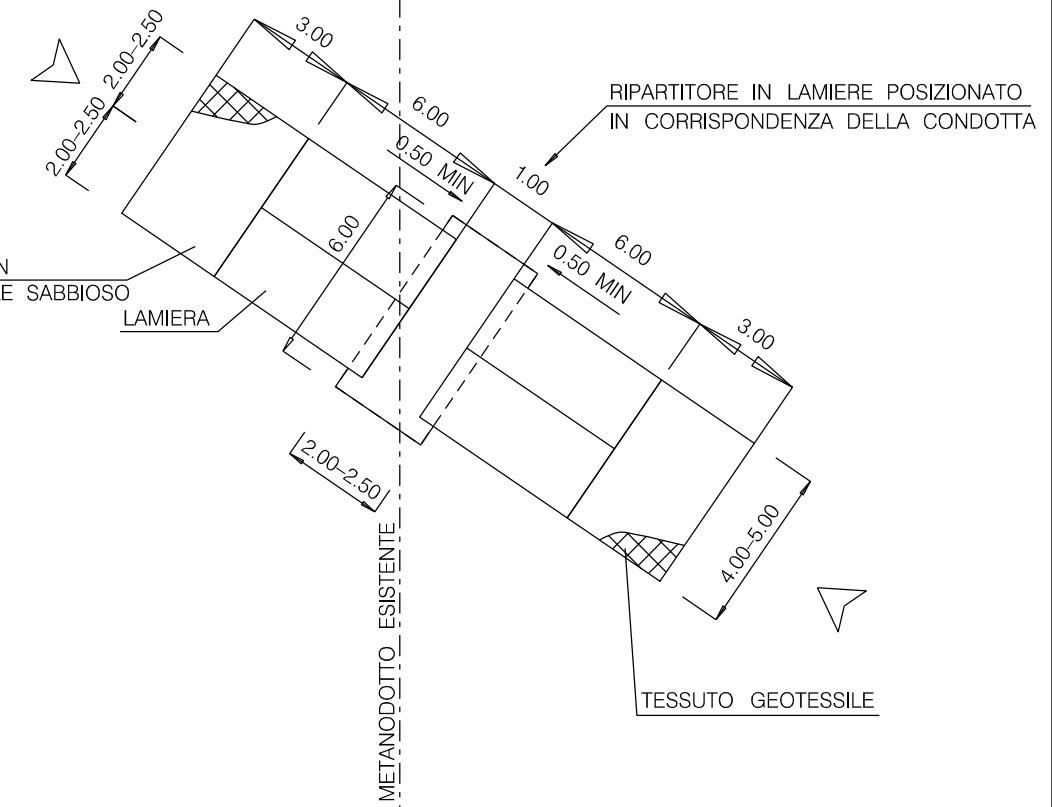 3.00
2.00-2.50
2.00-2.50
6.00
RIPARTITORE IN LAMIERE POSIZIONATO
IN CORRISPONDENZA DELLA CONDOTTA
0.50 MIN
1.00
6.00
6.00
0.50 MIN
N
E SABBIOSO
LAMIERA
3.00
2.00-2.50
4.00-5.00
METANODOTTO ESISTENTE
TESSUTO GEOTESSILE